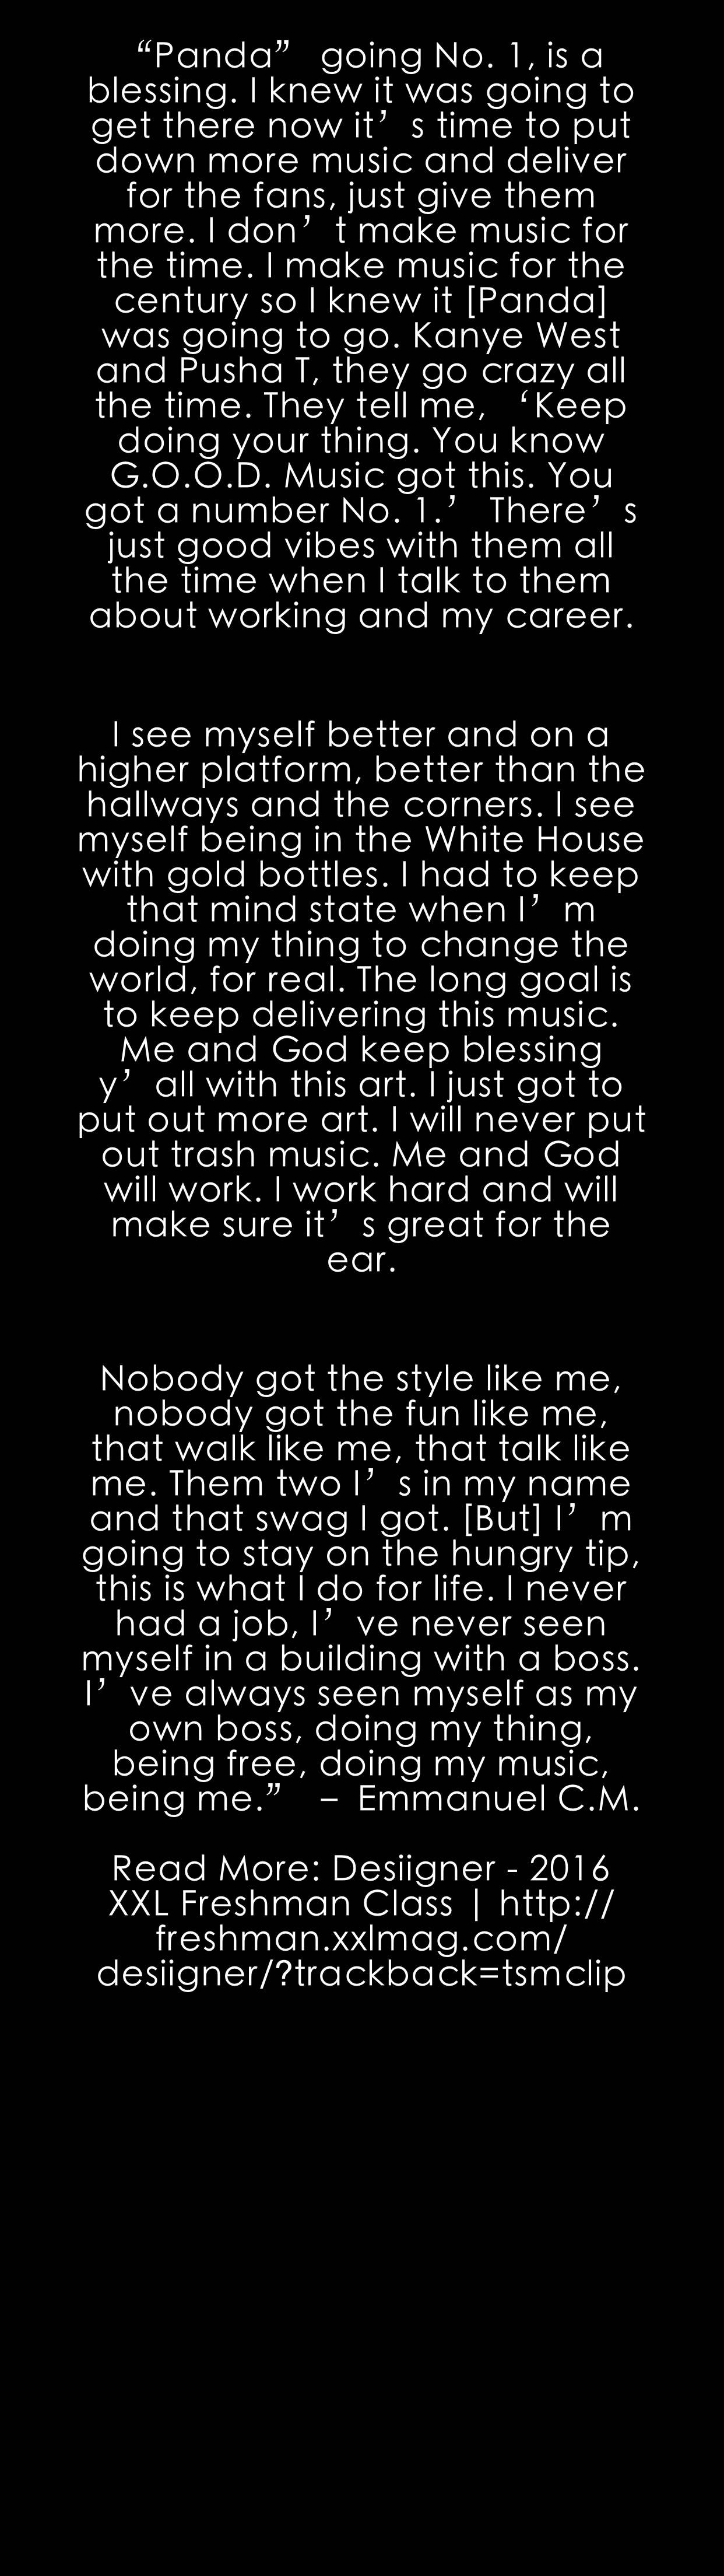 “Panda” going No. 1, is a
blessing. I knew it was going to
get there now it’s time to put
down more music and deliver
for the fans, just give them
more. I don’t make music for
the time. I make music for the
century so I knew it [Panda]
was going to go. Kanye West
and Pusha T, they go crazy all
the time. They tell me, ‘Keep
doing your thing. You know
G.O.O.D. Music got this. You
got a number No. 1.’ There’s
just good vibes with them all
the time when I talk to them
about working and my career.
I see myself better and on a
higher platform, better than the
hallways and the corners. I see
myself being in the White House
with gold bottles. I had to keep
that mind state when I’m
doing my thing to change the
world, for real. The long goal is
to keep delivering this music.
Me and God keep blessing
y’all with this art. I just got to
put out more art. I will never put
out trash music. Me and God
will work. I work hard and will
make sure it’s great for the
ear.
Nobody got the style like me,
nobody got the fun like me,
that walk like me, that talk like
me. Them two I’s in my name
and that swag I got. [But] I’m
going to stay on the hungry tip,
this is what I do for life. I never
had a job, I’ve never seen
myself in a building with a boss.
I’ve always seen myself as my
own boss, doing my thing,
being free, doing my music,
being me.” – Emmanuel C.M.
Read More: Desiigner - 2016
XXL Freshman Class | http://
freshman.xxlmag.com/
desiigner/?trackback=tsmclip